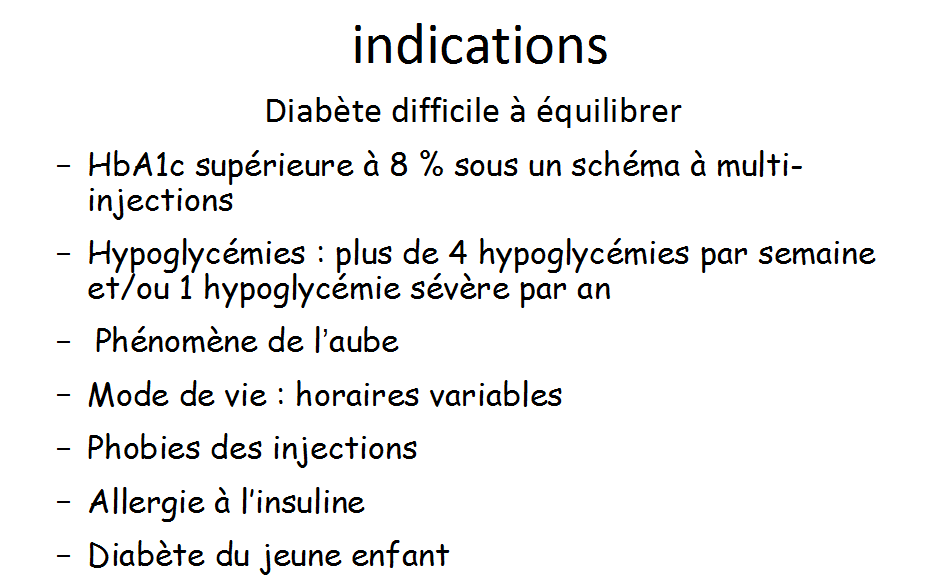 indications
Diabète difficile à équilibrer
– HbA1c supérieure à 8 % sous un schéma à multi-
injections
– Hypoglycémies : plus de 4 hypoglycémies par semaine
et/ou 1 hypoglycémie sévère par an
– Phénomène de l’aube
– Mode de vie : horaires variables
– Phobies des injections
– Allergie à l’insuline
– Diabète du jeune enfant